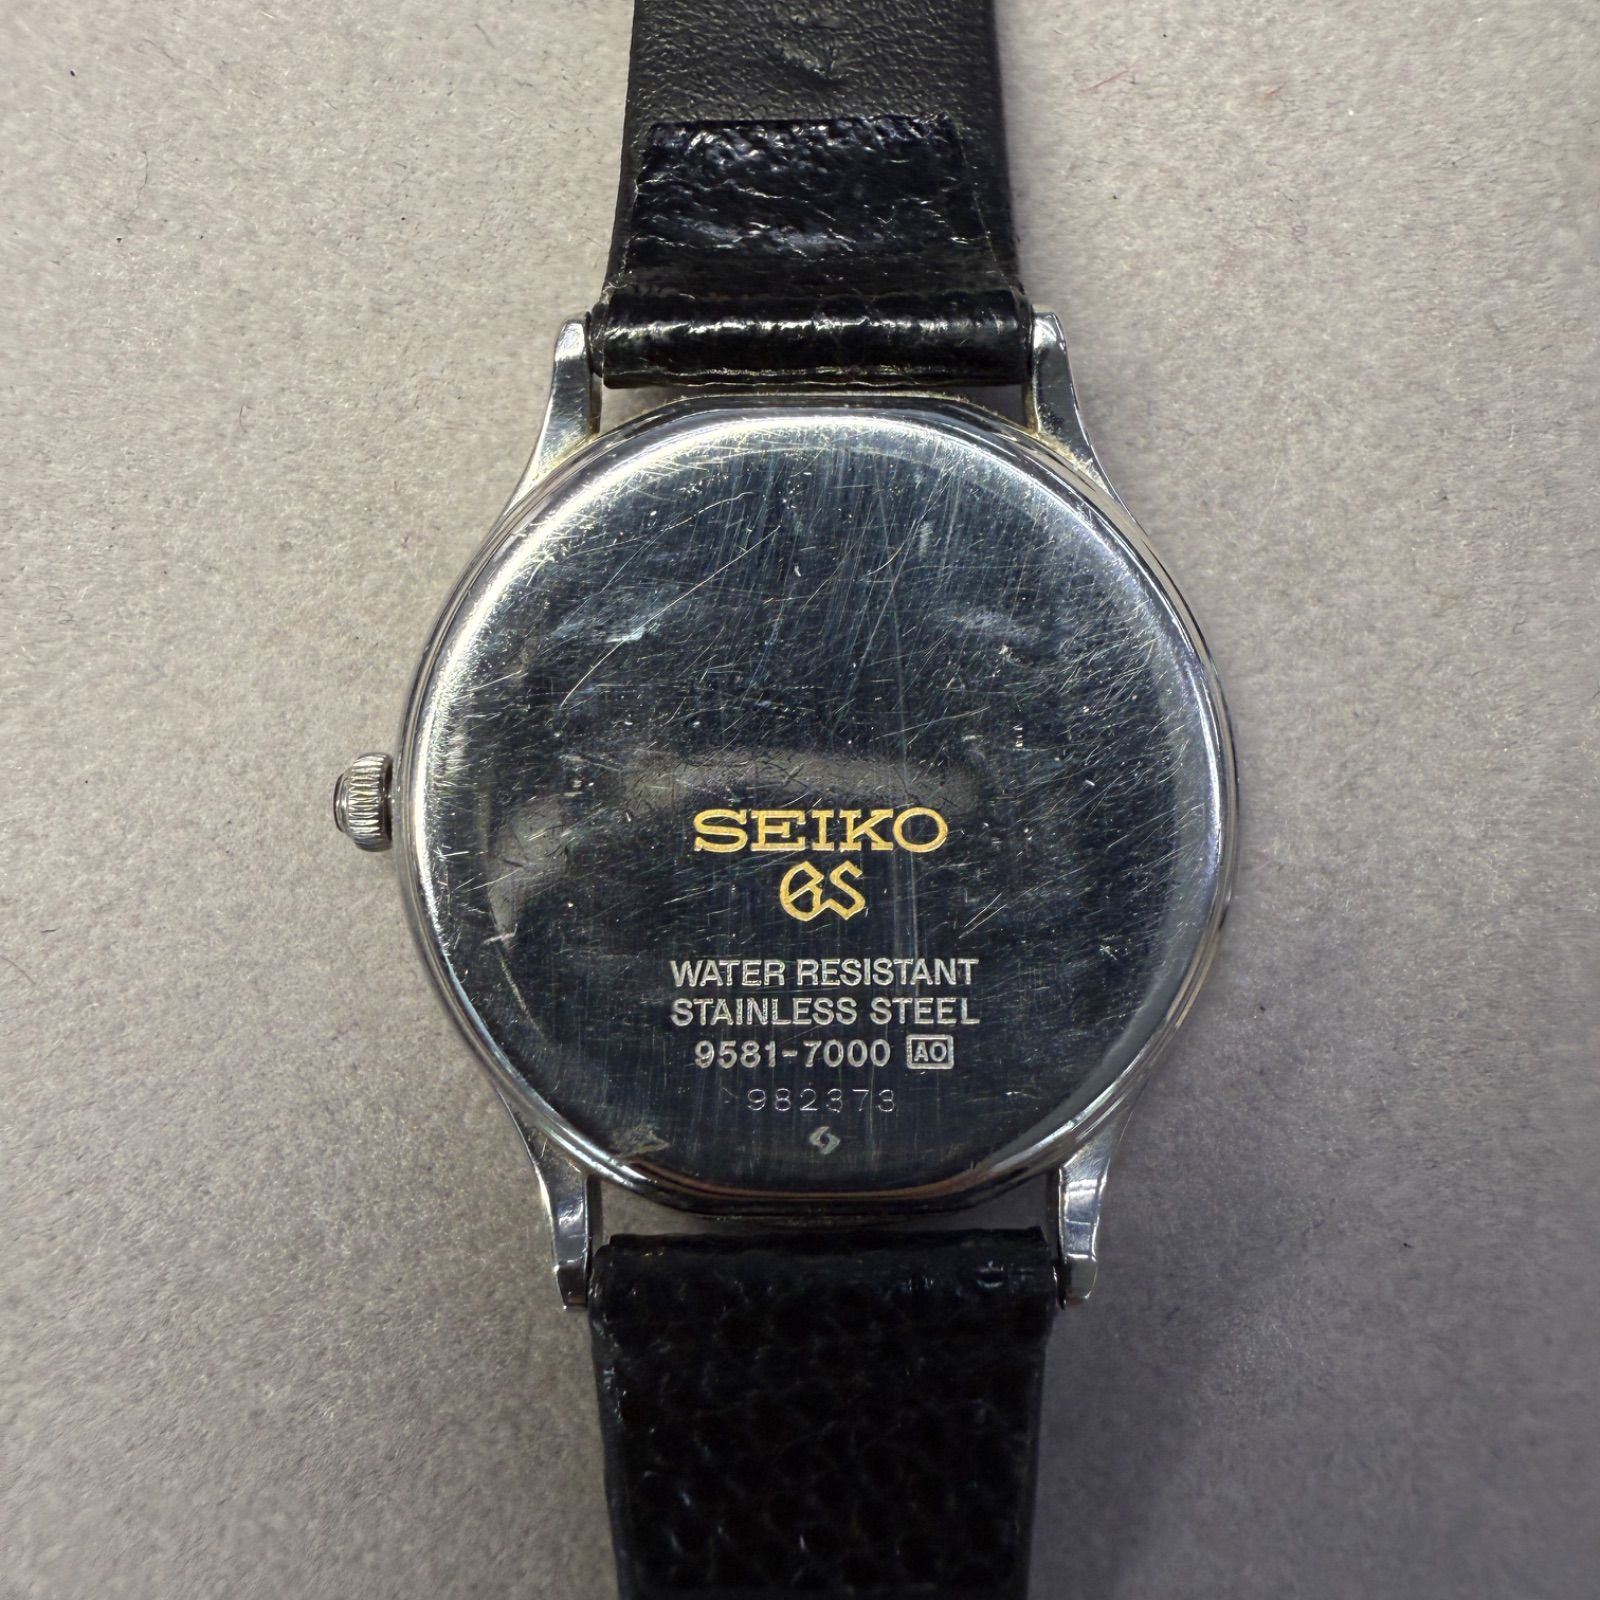 SEIKO
GS
WATER RESISTANT
STAINLESS STEEL
9581-7000 AO
982373